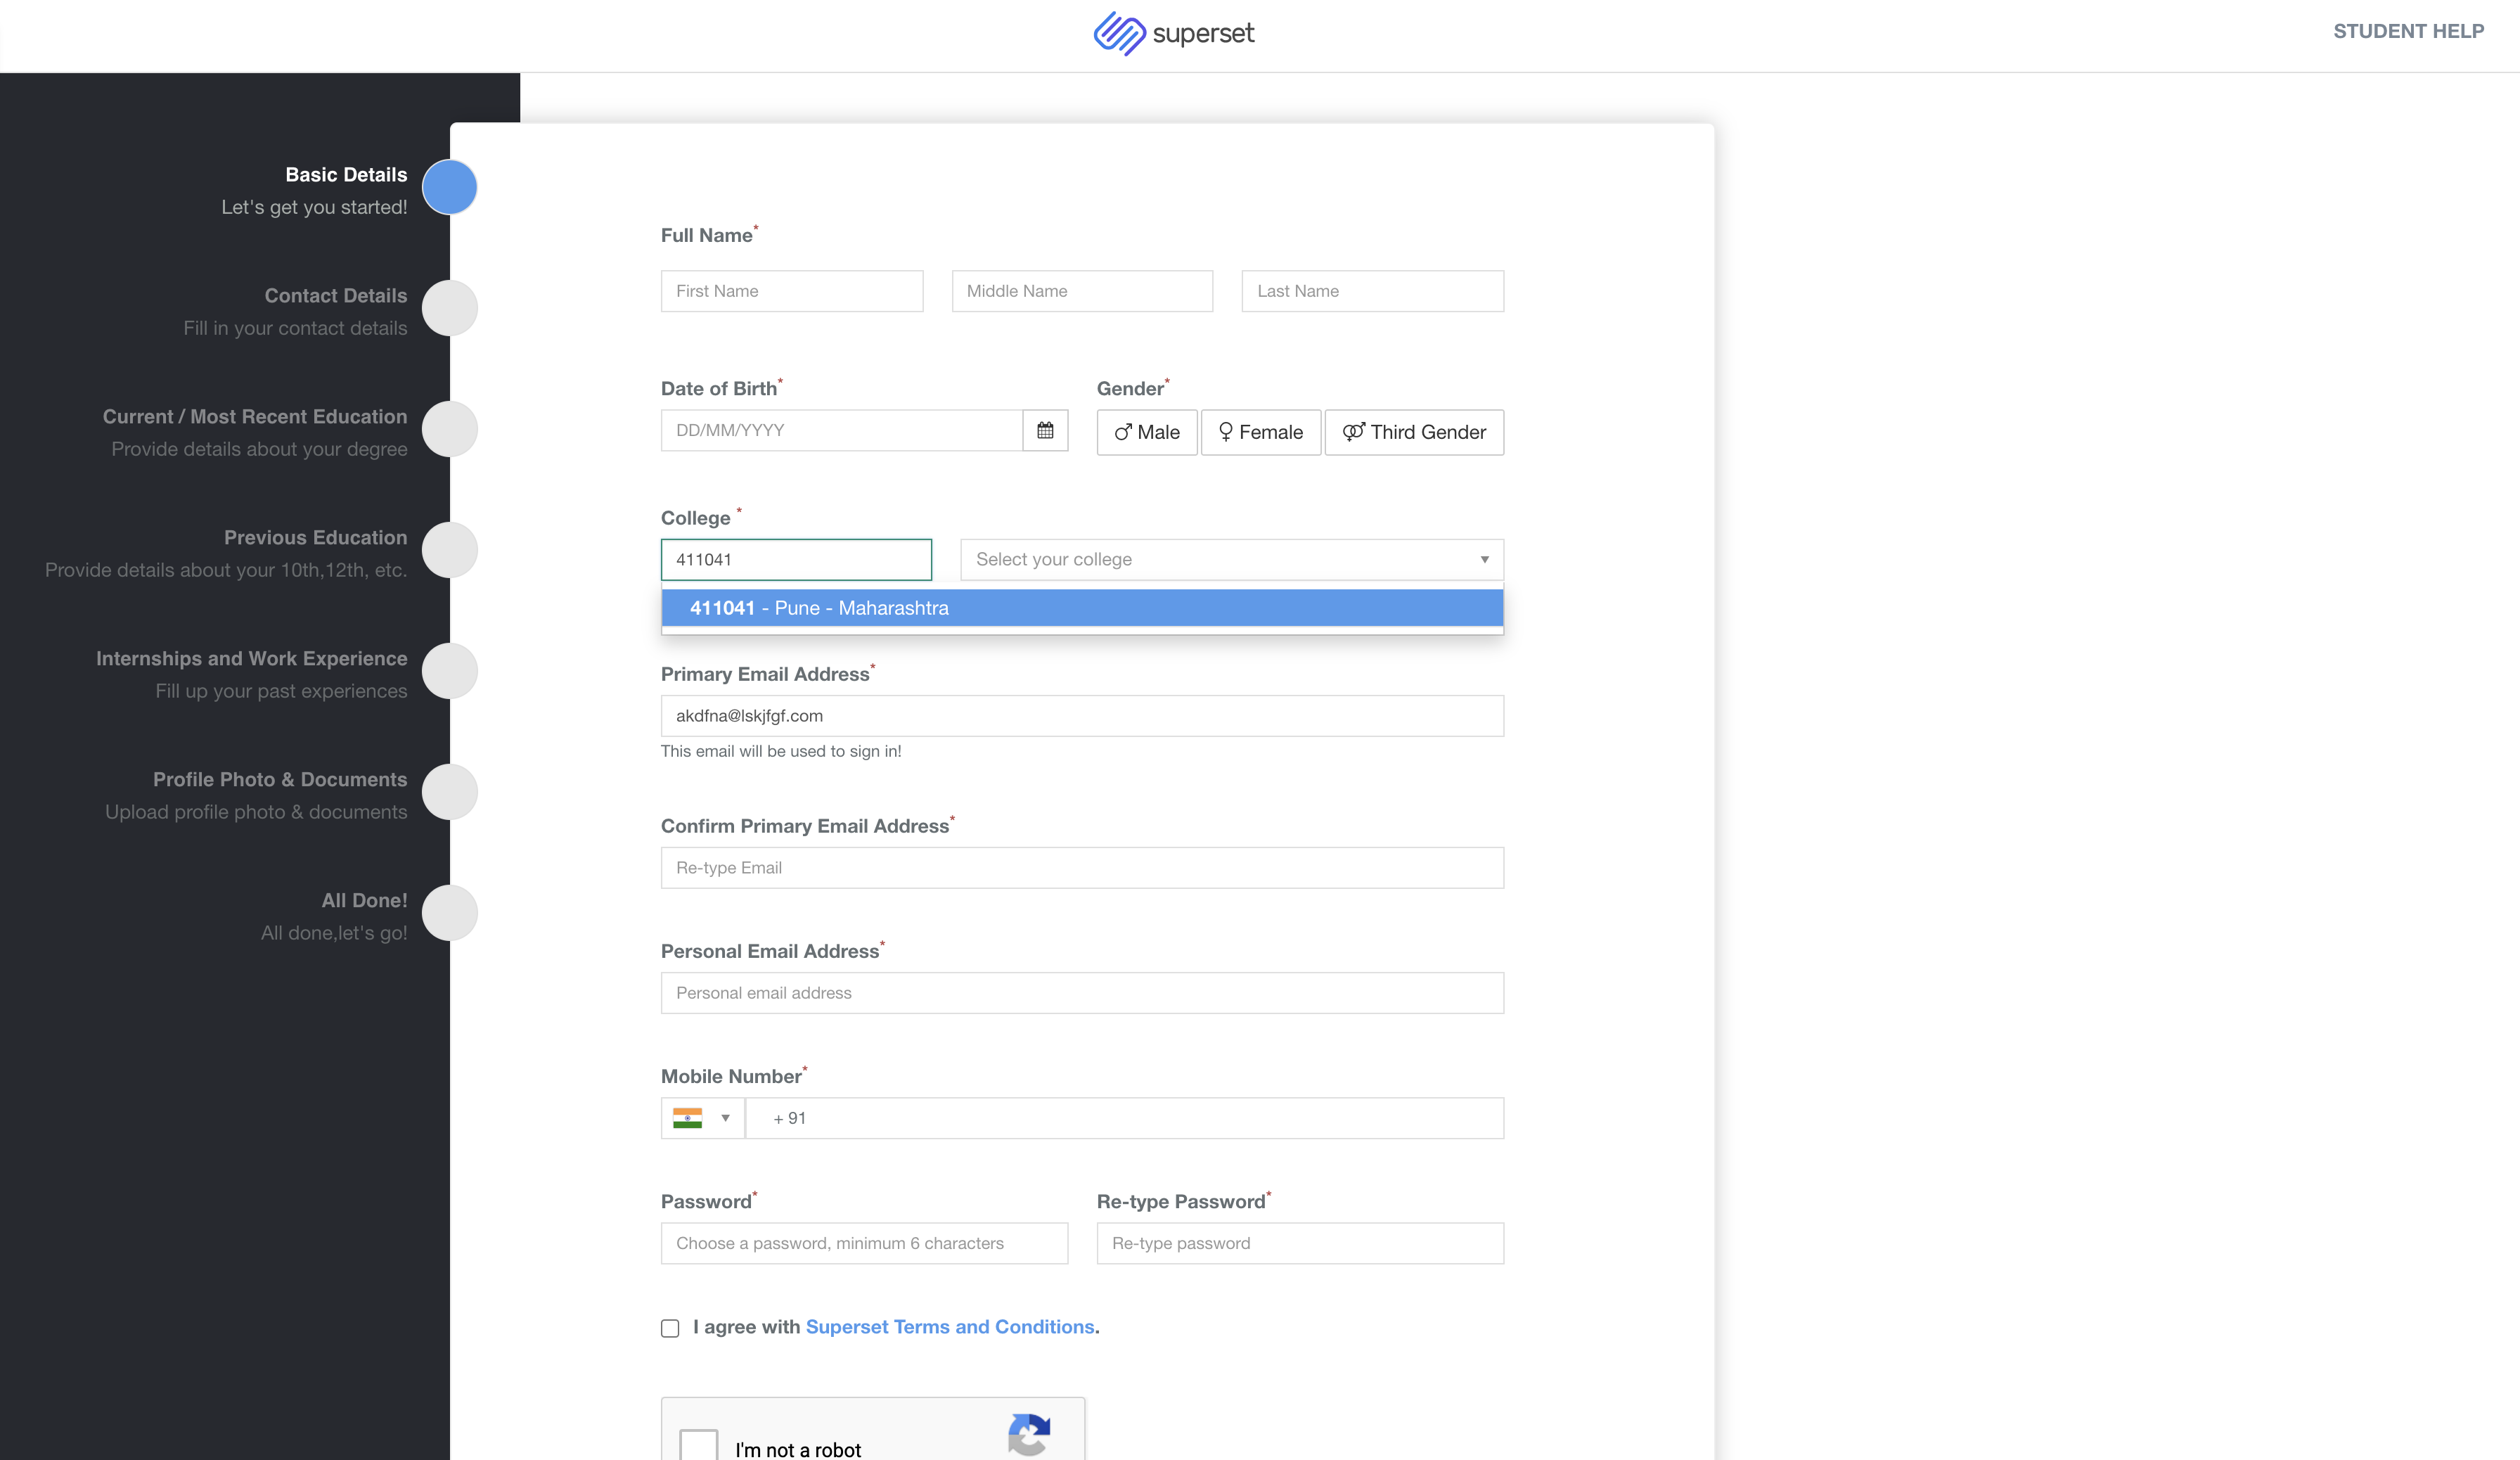 superset
STUDENT HELP
Basic Details
Let's get you started!
Contact Details
Fill in your contact details
Current / Most Recent Education
Provide details about your degree
Previous Education
Provide details about your 10th,12th, etc.
Internships and Work Experience
Fill up your past experiences
Profile Photo & Documents
Upload profile photo & documents
All Done!
All done,let's go!
Full Name*
First Name Middle Name Last Name
Date of Birth* Gender*
DD/MM/YYYY Male Female Third Gender
College *
411041 Select your college
411041 - Pune - Maharashtra
Primary Email Address*
akdfna@lskjfgf.com
This email will be used to sign in!
Confirm Primary Email Address*
Re-type Email
Personal Email Address*
Personal email address
Mobile Number*
+ 91
Password* Re-type Password*
Choose a password, minimum 6 characters Re-type password
I agree with Superset Terms and Conditions.
I'm not a robot